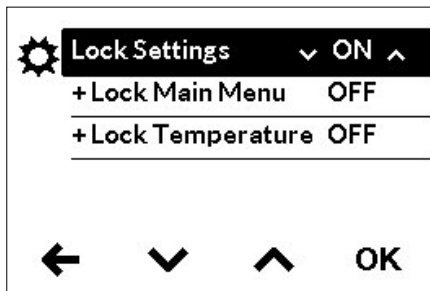 Lock Settings ON
+ Lock Main Menu OFF
+ Lock Temperature OFF
OK